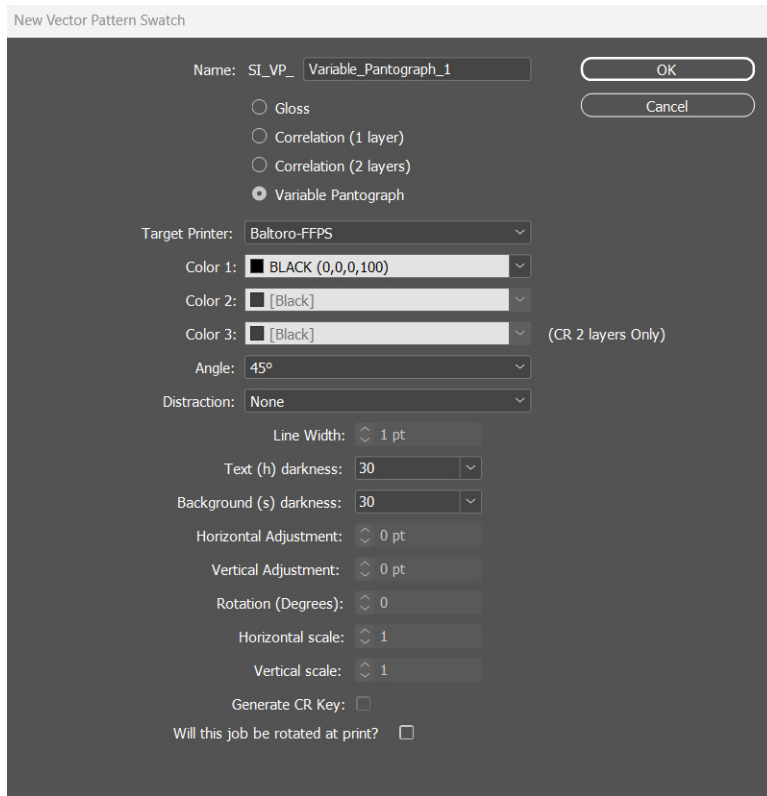 New Vector Pattern Swatch
Name: SI_VP_ Variable_Pantograph_1 OK
Gloss Cancel
Correlation (1 layer)
Correlation (2 layers)
Variable Pantograph
Target Printer: Baltoro-FFPS
Color 1: BLACK (0,0,0,100)
Color 2: [Black]
Color 3: [Black] (CR 2 layers Only)
Angle: 45º
Distraction: None
Line Width: 1 pt
Text (h) darkness: 30
Background (s) darkness: 30
Horizontal Adjustment: 0 pt
Vertical Adjustment: 0 pt
Rotation (Degrees): 0
Horizontal scale: 1
Vertical scale: 1
Generate CR Key:
Will this job be rotated at print?